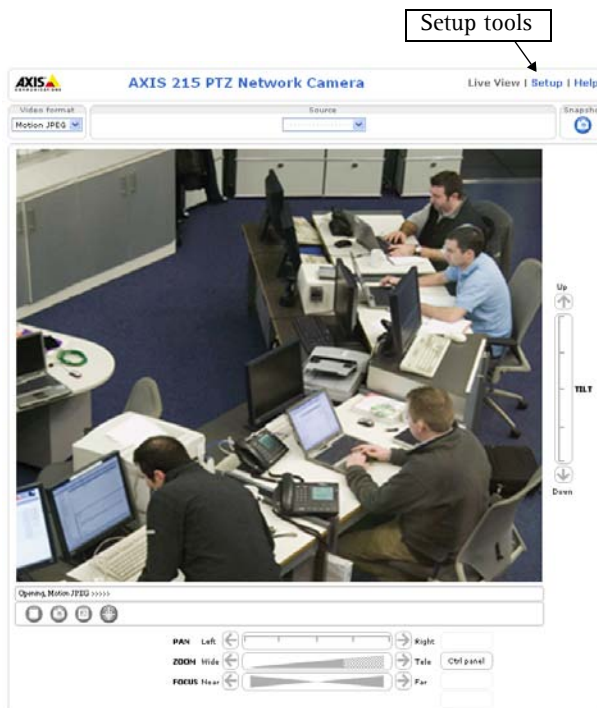 Setup tools
AXIS
COMMUNICATIONS
AXIS 215 PTZ Network Camera
Live View | Setup | Help
Video format
Source
Snapshot
Motion JPEG
Up
TILT
Down
Opening, Motion JPEG >>>>>
PAN Left Right
ZOOM Wide Tele Ctrl panel
FOCUS Near Far